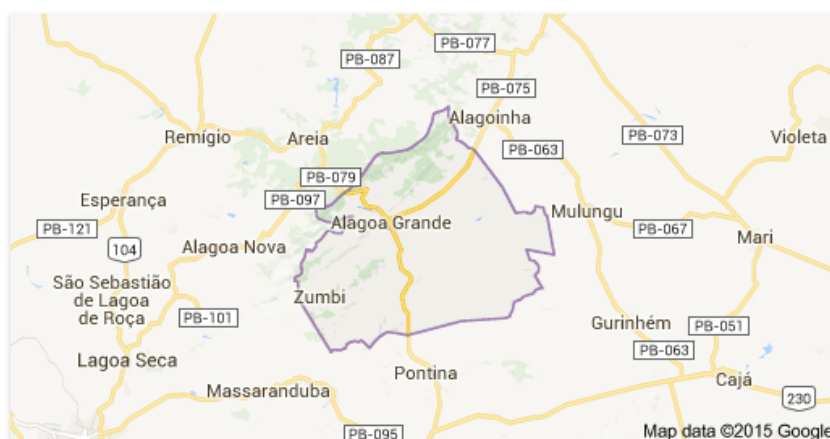 PB-077
PB-087
PB-075
Alagoinha
PB-073
Remígio
Areia
Violeta
PB-063
PB-079
Esperança
PB-097
Mulungu
Alagoa Grande
PB-121
PB-067
Mari
104
Alagoa Nova
São Sebastião
de Lagoa
de Roça
Zumbi
PB-101
Gurinhém
PB-051
PB-063
Lagoa Seca
Pontina
Cajá
Massaranduba
230
PB-095
Map data ©2015 Google